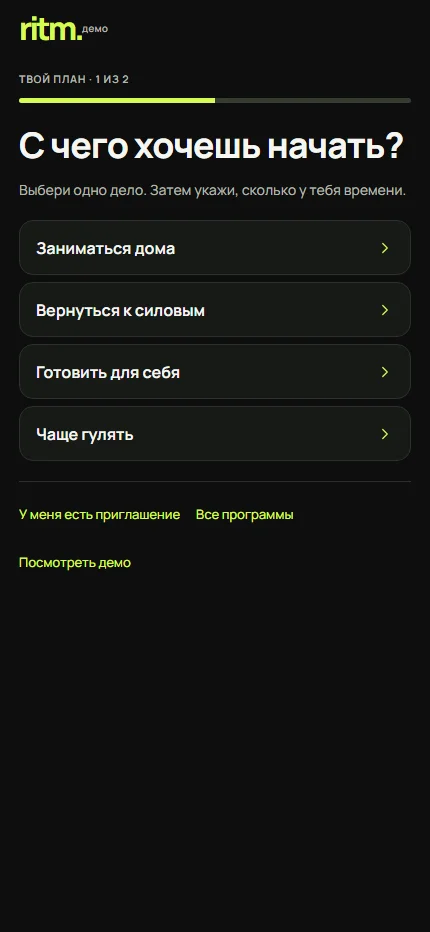 ritm. демо
ТВОЙ ПЛАН · 1 ИЗ 2
С чего хочешь начать?
Выбери одно дело. Затем укажи, сколько у тебя времени.
Заниматься дома
Вернуться к силовым
Готовить для себя
Чаще гулять
У меня есть приглашение Все программы
Посмотреть демо